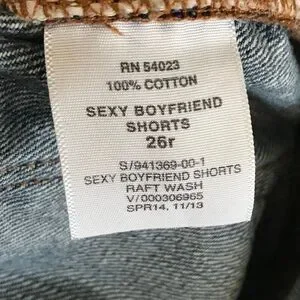 RN 54023
100% COTTON
SEXY BOYFRIEND
SHORTS
26r
S/941369-00-1
SEXY BOYFRIEND SHORTS
RAFT WASH
V/000306965
SPR14, 11/13